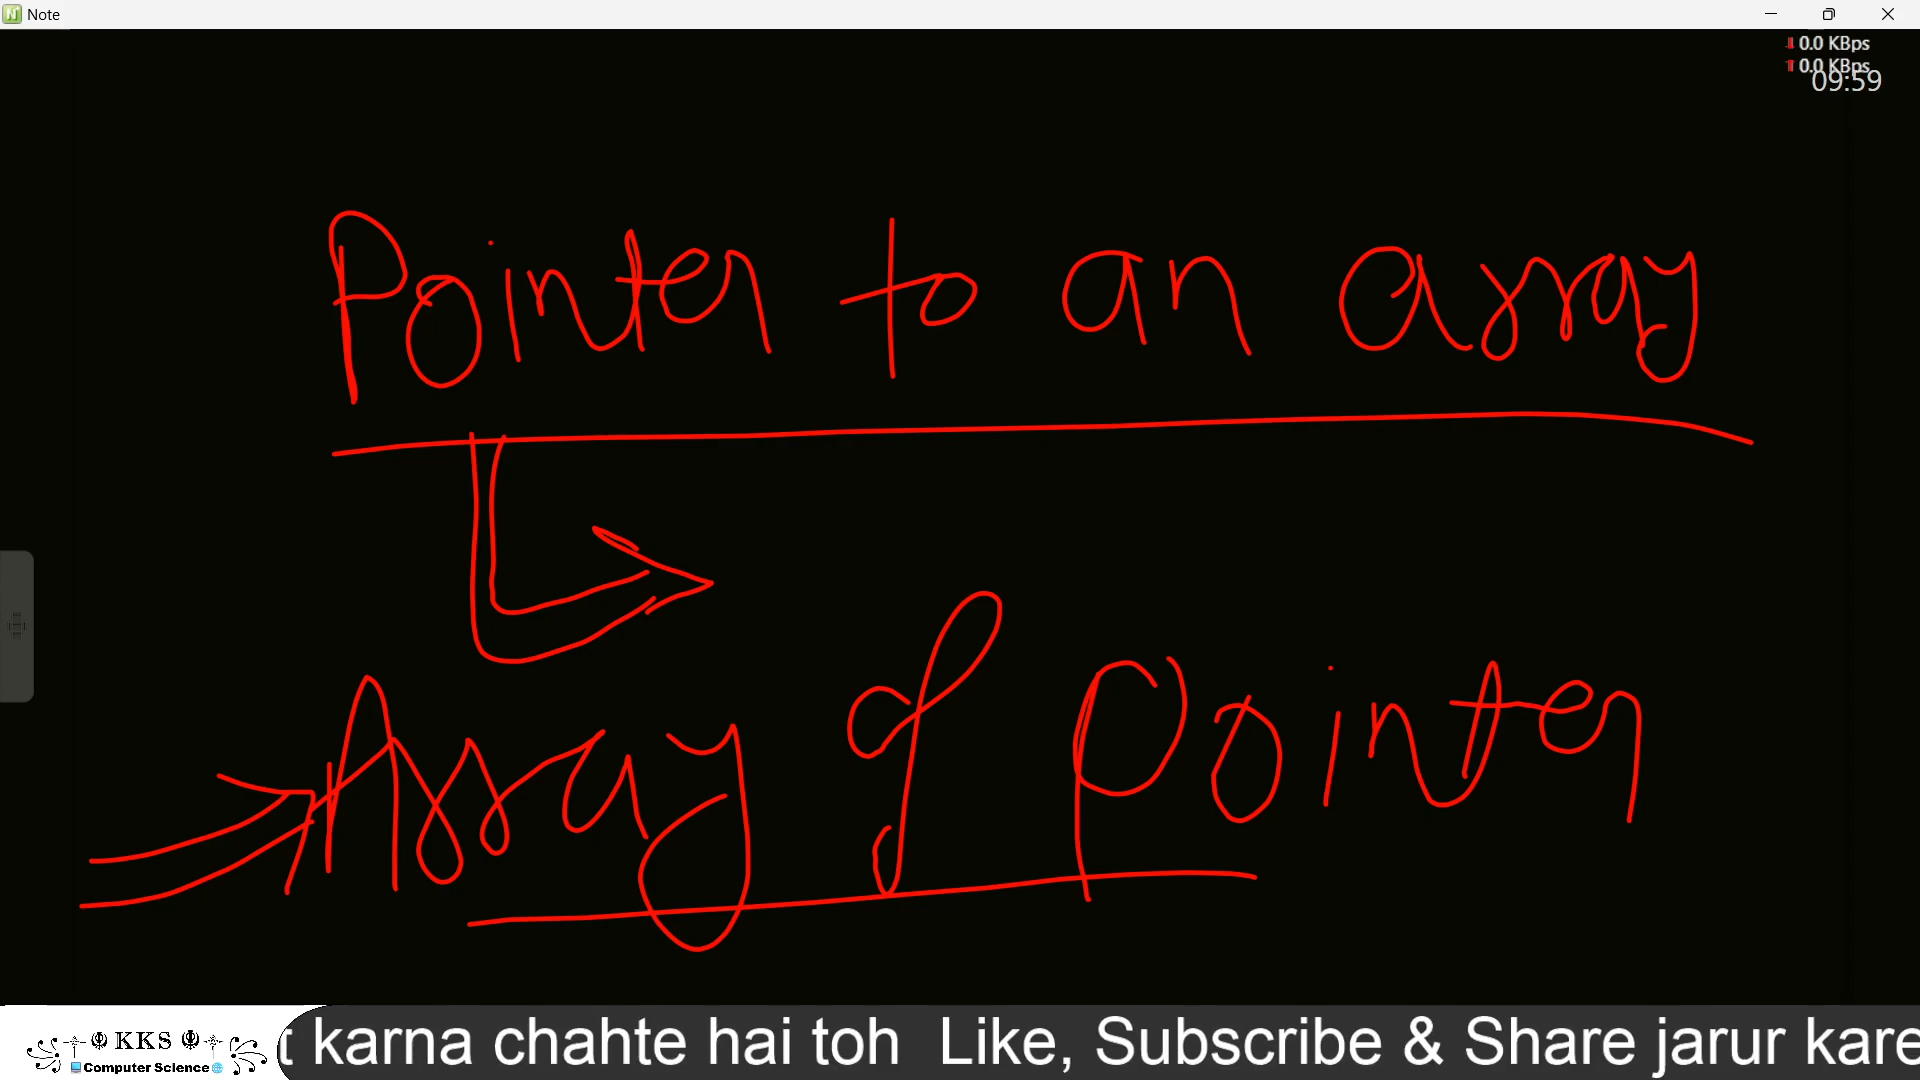 Note
0.0 KBps
0.0 KBps
09:59
Pointer to an array
Array of Pointer
KKS
Computer Science
karna chahte hai toh Like, Subscribe & Share jarur kare